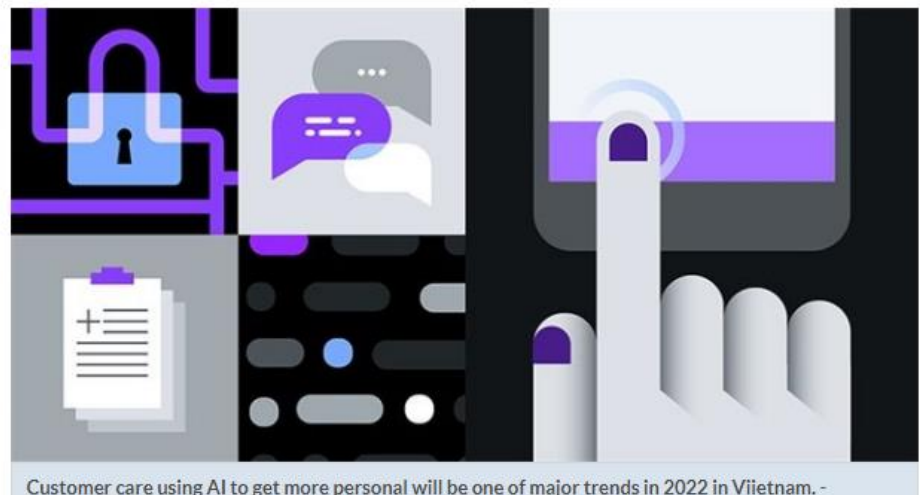 Customer care using AI to get more personal will be one of major trends in 2022 in Viietnam. -